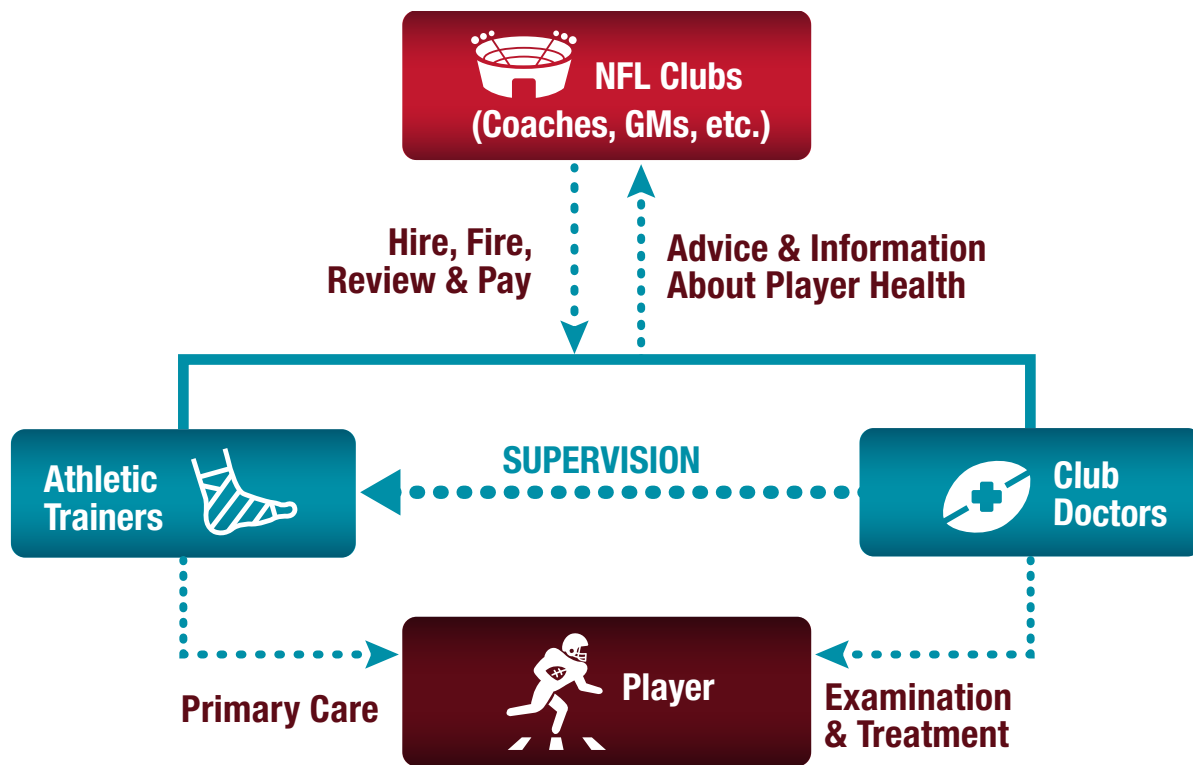 NFL Clubs
(Coaches, GMs, etc.)
Hire, Fire,
Review & Pay
Advice & Information
About Player Health
SUPERVISION
Athletic
Trainers
Club
Doctors
Primary Care
Player
Examination
& Treatment